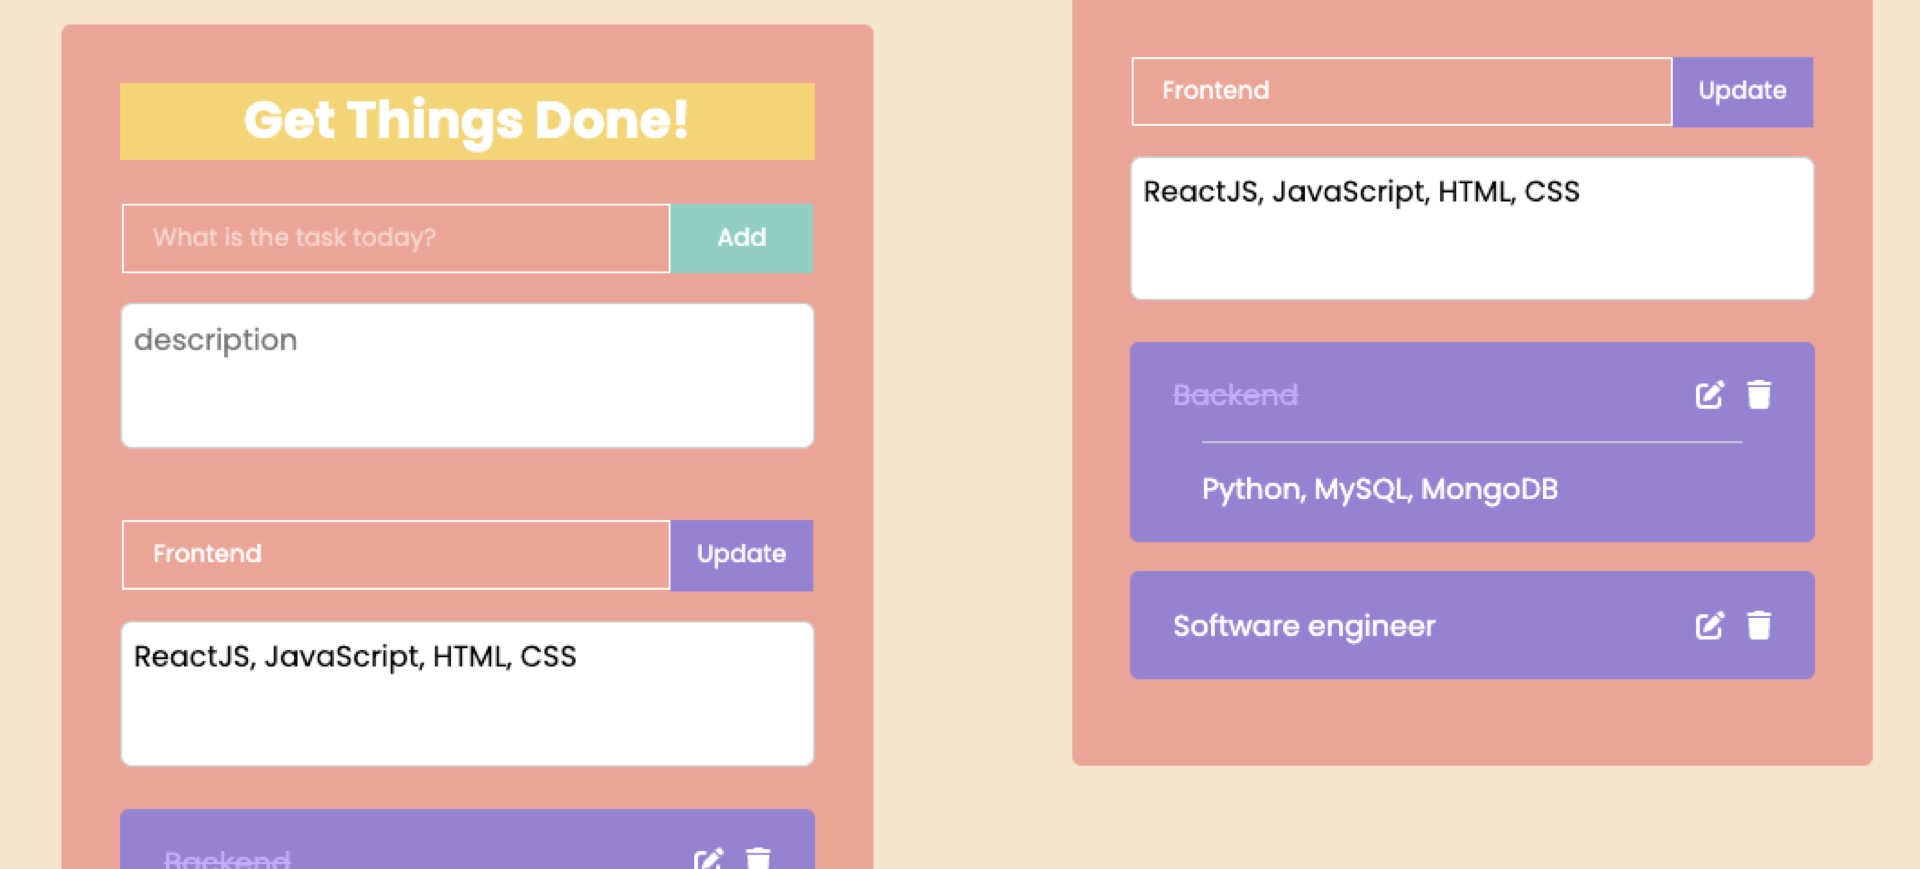 Get Things Done!
What is the task today?
Add
description
Frontend
Update
ReactJS, JavaScript, HTML, CSS
Backend
Frontend
Update
ReactJS, JavaScript, HTML, CSS
Backend
Python, MySQL, MongoDB
Software engineer